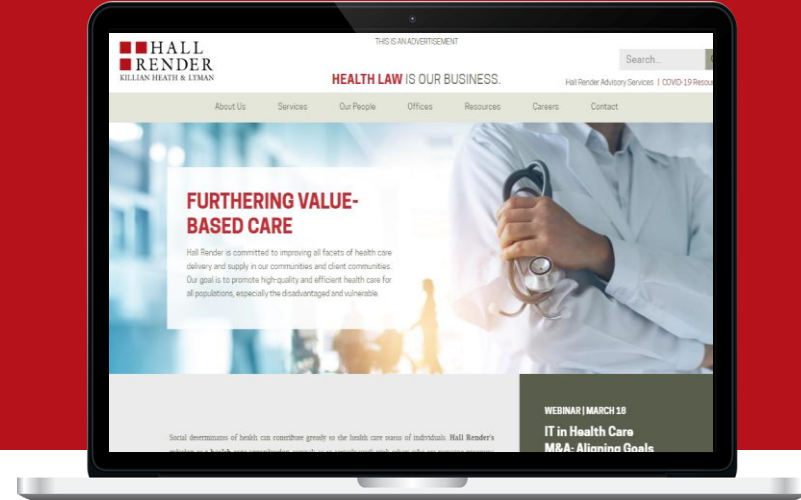 THIS IS AN ADVERTISEMENT
HALL
RENDER
KILLIAN HEATH & LYMAN
Search...
HEALTH LAW IS OUR BUSINESS.
Hall Render Advisory Services | COVID-19
About Us Services Our People Offices Resources Careers Contact
FURTHERING VALUE-
BASED CARE
Hall Render is committed to improving all facets of health care
delivery and supply in our communities and client communities.
Our goal is to promote high-quality and efficient health care for
all populations, especially the disadvantaged and vulnerable.
WEBINAR | MARCH 18
IT in Health Care
M&A: Aligning Goals
Social determinates of health can contribute greatly to the health care status of individuals. Hall Render's